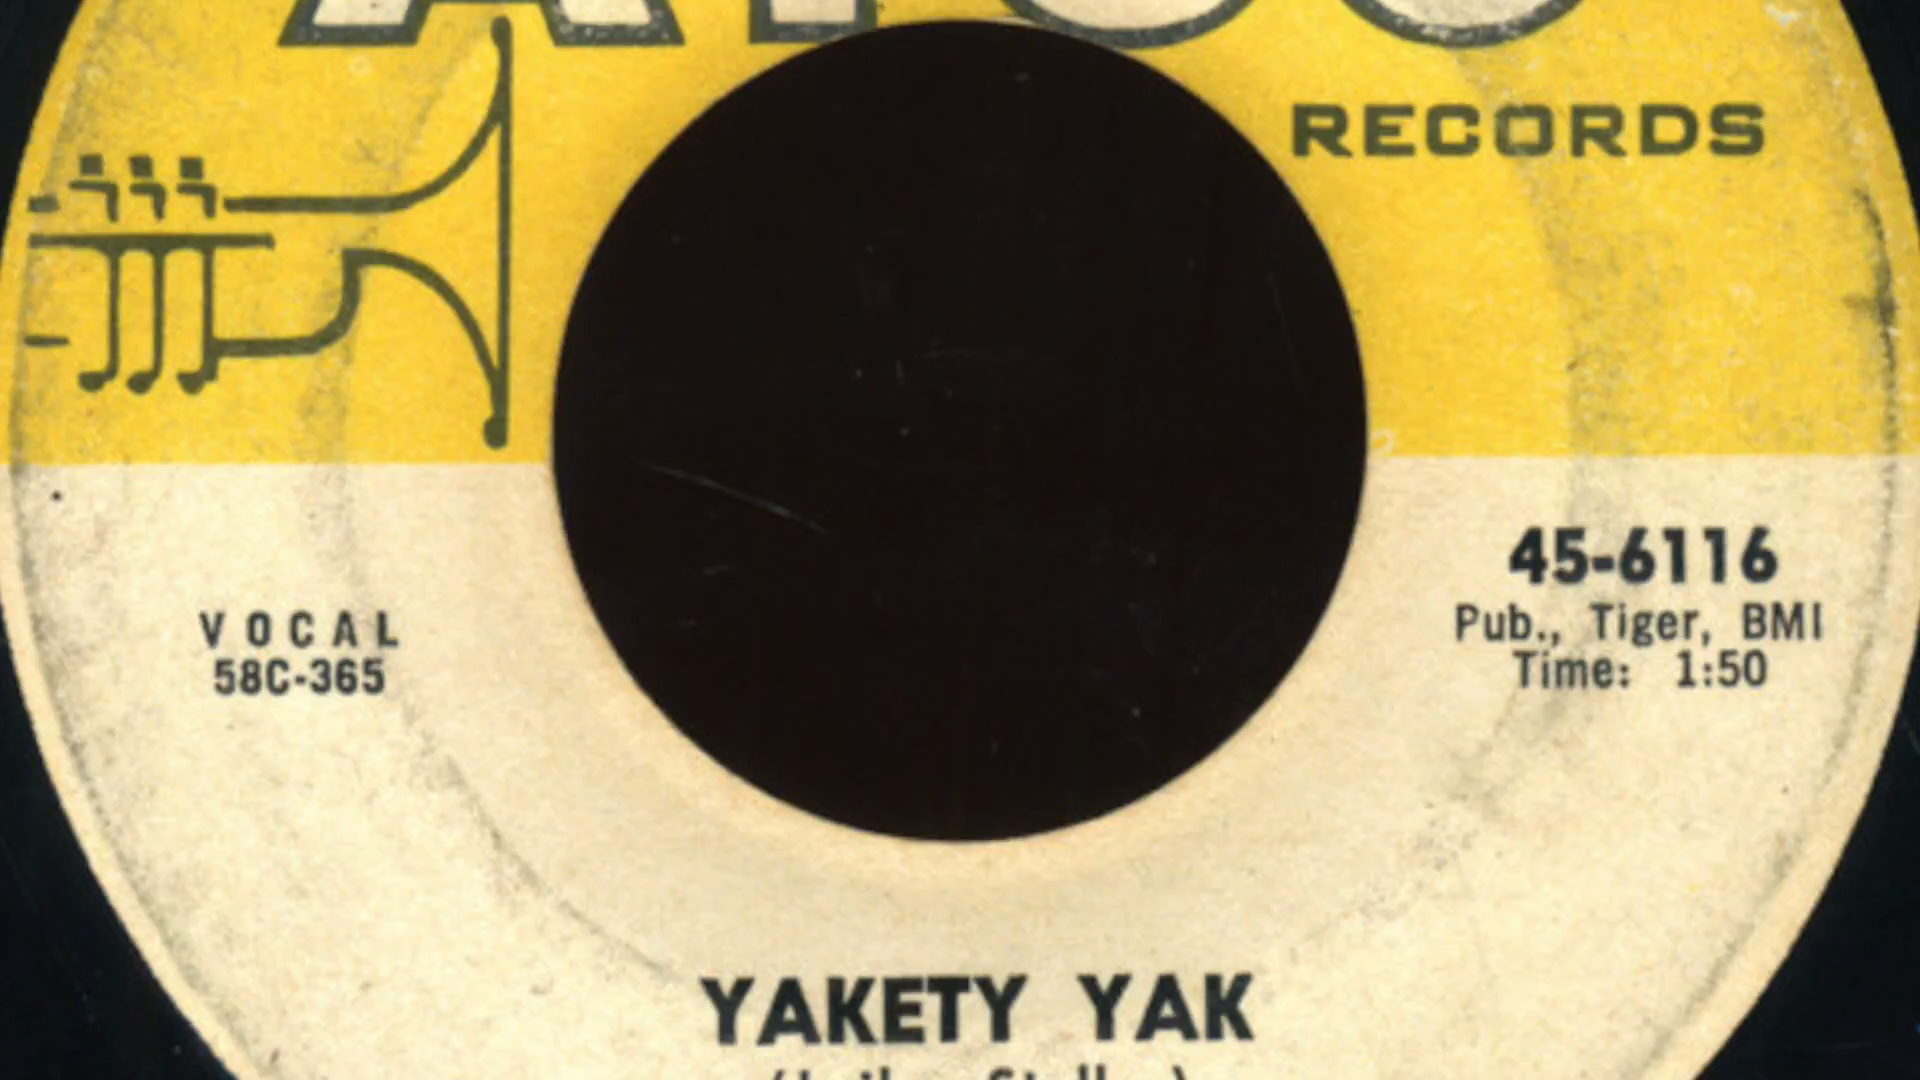 RECORDS
45-6116
Pub., Tiger, BMI
Time: 1:50
VOCAL
58C-365
YAKETY YAK